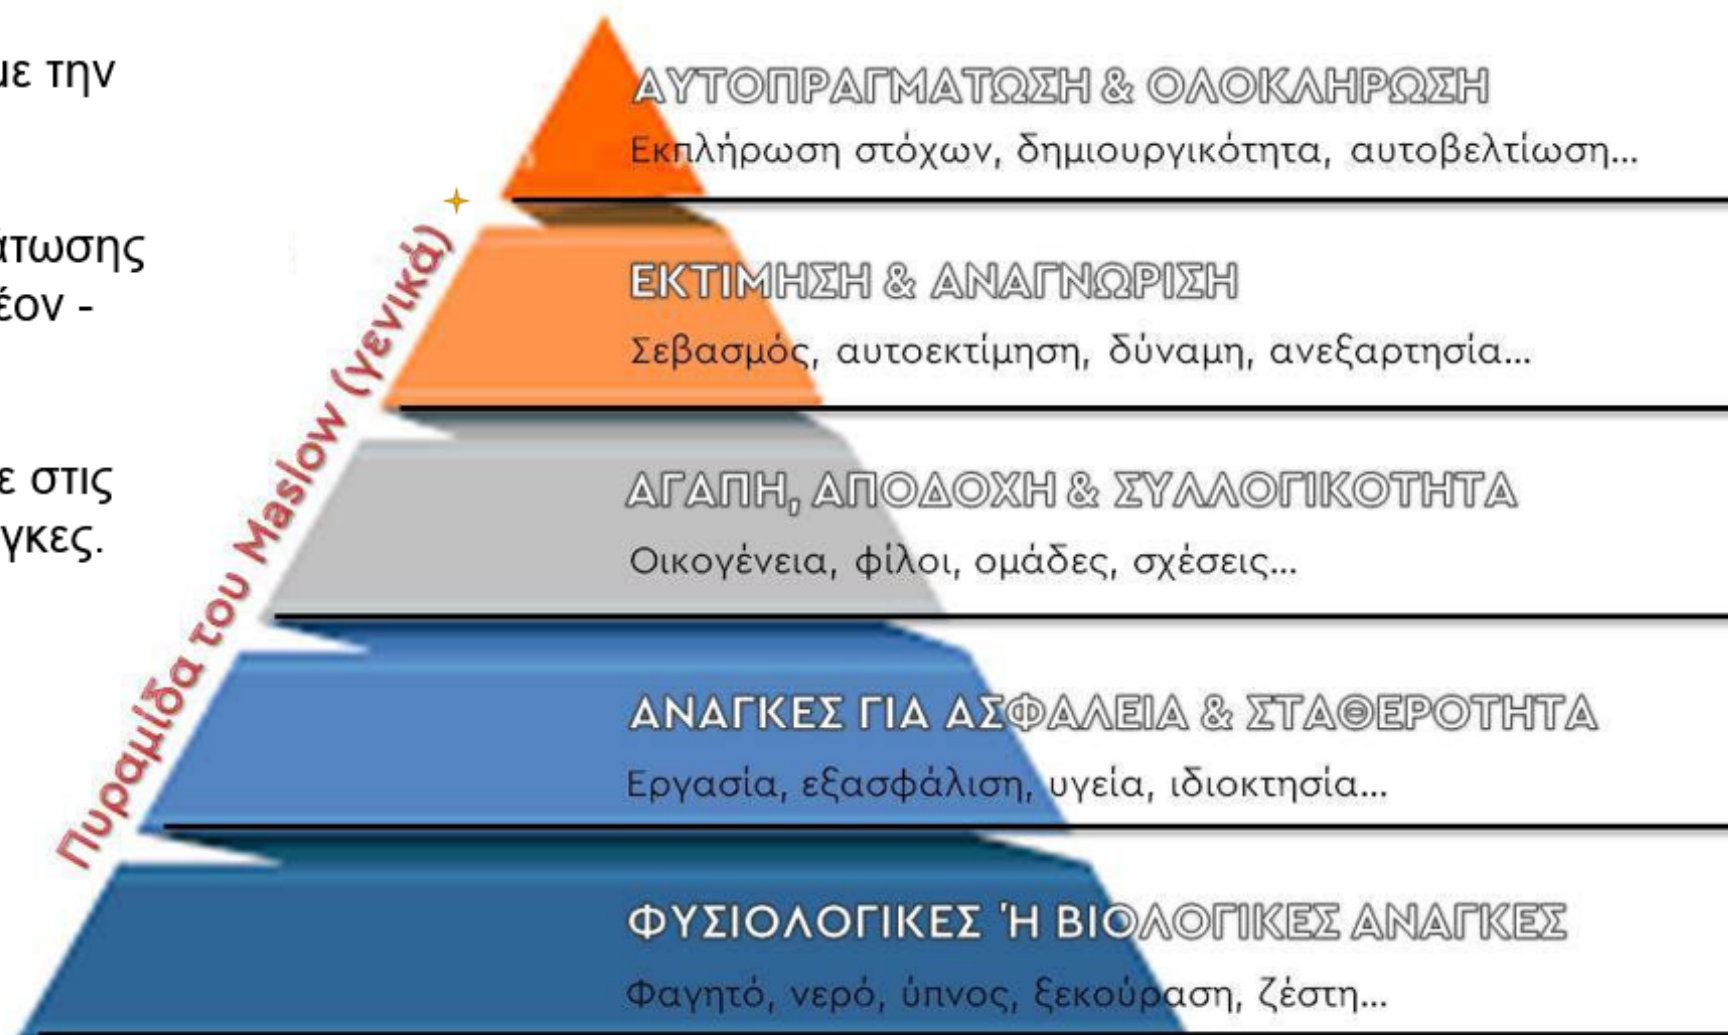 με την
άτωσης
έον -
ε στις
γκες.
Πυραμίδα του Maslow (γενικά)
ΑΥΤΟΠΡΑΓΜΑΤΩΣΗ & ΟΛΟΚΛΗΡΩΣΗ
Εκπλήρωση στόχων, δημιουργικότητα, αυτοβελτίωση...
ΕΚΤΙΜΗΣΗ & ΑΝΑΓΝΩΡΙΣΗ
Σεβασμός, αυτοεκτίμηση, δύναμη, ανεξαρτησία...
ΑΓΑΠΗ, ΑΠΟΔΟΧΗ & ΣΥΛΛΟΓΙΚΟΤΗΤΑ
Οικογένεια, φίλοι, ομάδες, σχέσεις...
ΑΝΑΓΚΕΣ ΓΙΑ ΑΣΦΑΛΕΙΑ & ΣΤΑΘΕΡΟΤΗΤΑ
Εργασία, εξασφάλιση, υγεία, ιδιοκτησία...
ΦΥΣΙΟΛΟΓΙΚΕΣ Ή ΒΙΟΛΟΓΙΚΕΣ ΑΝΑΓΚΕΣ
Φαγητό, νερό, ύπνος, ξεκούραση, ζέστη...